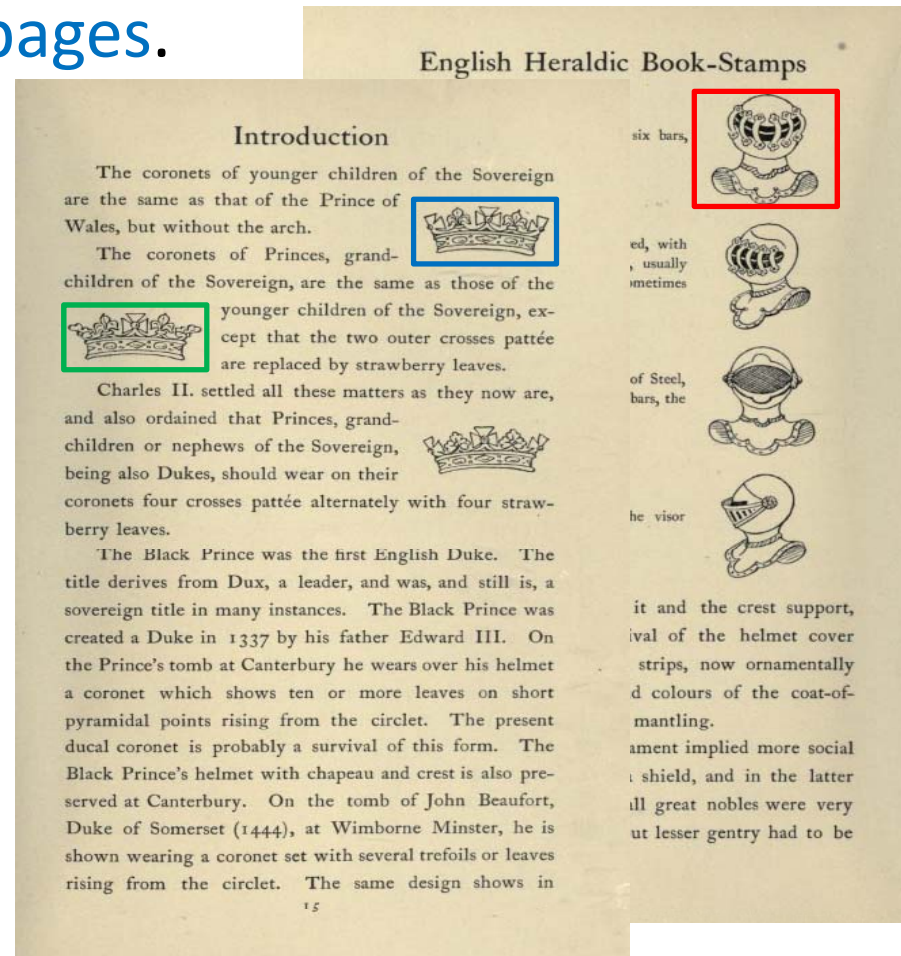 pages.
English Heraldic Book-Stamps
Introduction
The coronets of younger children of the Sovereign
are the same as that of the Prince of
Wales, but without the arch.
The coronets of Princes, grand-
children of the Sovereign, are the same as those of the
younger children of the Sovereign, ex-
cept that the two outer crosses pattée
are replaced by strawberry leaves.
Charles II. settled all these matters as they now are,
and also ordained that Princes, grand-
children or nephews of the Sovereign,
being also Dukes, should wear on their
coronets four crosses pattée alternately with four straw-
berry leaves.
The Black Prince was the first English Duke. The
title derives from Dux, a leader, and was, and still is, a
sovereign title in many instances. The Black Prince was
created a Duke in 1337 by his father Edward III. On
the Prince's tomb at Canterbury he wears over his helmet
a coronet which shows ten or more leaves on short
pyramidal points rising from the circlet. The present
ducal coronet is probably a survival of this form. The
Black Prince's helmet with chapeau and crest is also pre-
served at Canterbury. On the tomb of John Beaufort,
Duke of Somerset (1444), at Wimborne Minster, he is
shown wearing a coronet set with several trefoils or leaves
rising from the circlet. The same design shows in
15
six bars,
ed, with
, usually
ometimes
of Steel,
bars, the
he visor
it and the crest support,
ival of the helmet cover
strips, now ornamentally
d colours of the coat-of-
mantling.
ament implied more social
shield, and in the latter
all great nobles were very
ut lesser gentry had to be